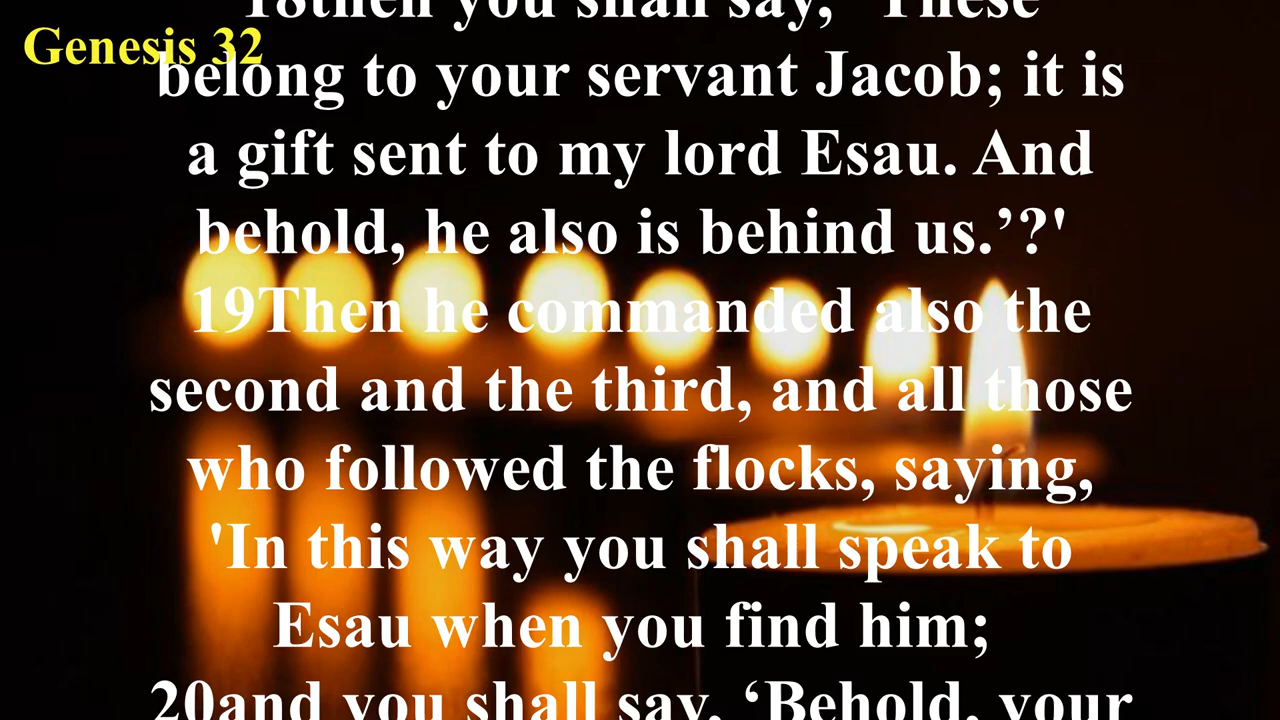 Genesis 32
18then you shall say, 'These
belong to your servant Jacob; it is
a gift sent to my lord Esau. And
behold, he also is behind us.’?'
19Then he commanded also the
second and the third, and all those
who followed the flocks, saying,
'In this way you shall speak to
Esau when you find him;
20and you shall say, ‘Behold, your